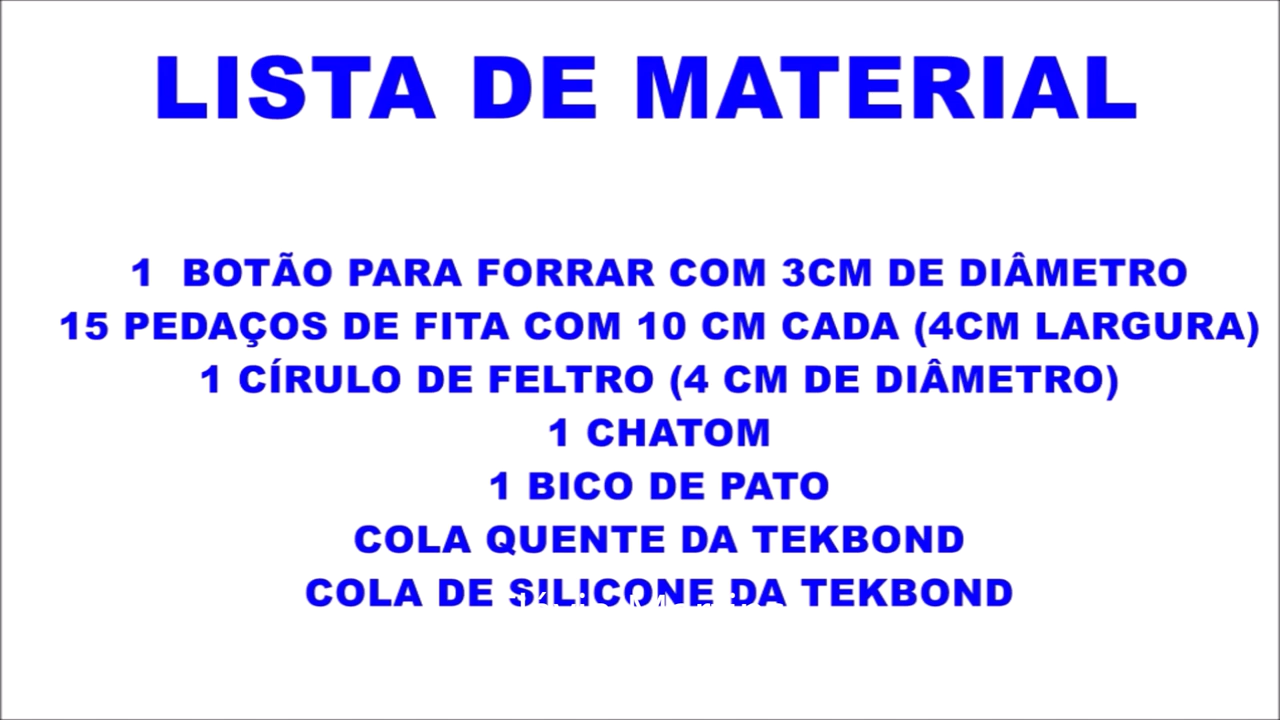 LISTA DE MATERIAL
1 BOTÃO PARA FORRAR COM 3CM DE DIÂMETRO
15 PEDAÇOS DE FITA COM 10 CM CADA (4CM LARGURA)
1 CÍRULO DE FELTRO (4 CM DE DIÂMETRO)
1 CHATOM
1 BICO DE PATO
COLA QUENTE DA TEKBOND
COLA DE SILICONE DA TEKBOND